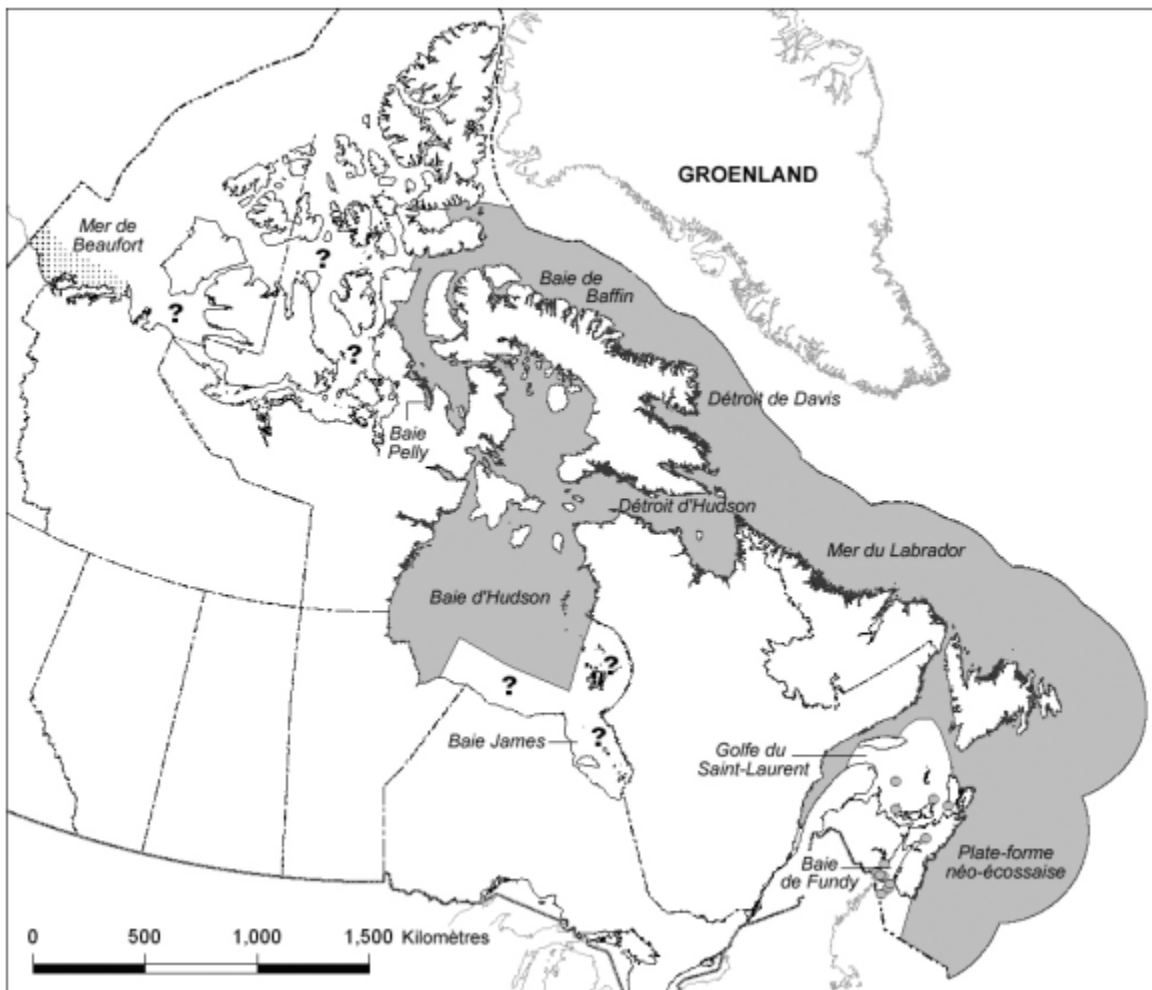 GROENLAND
Mer de
Beaufort
?
Baie de
Baffin
?
?
Détroit de Davis
Baie
Pelly
Détroit d'Hudson
Mer du Labrador
Baie d'Hudson
?
?
?
Baie James
Golfe du
Saint-Laurent
Baie
de Fundy
Plate-forme
néo-écossaise
0 500 1,000 1,500 Kilomètres